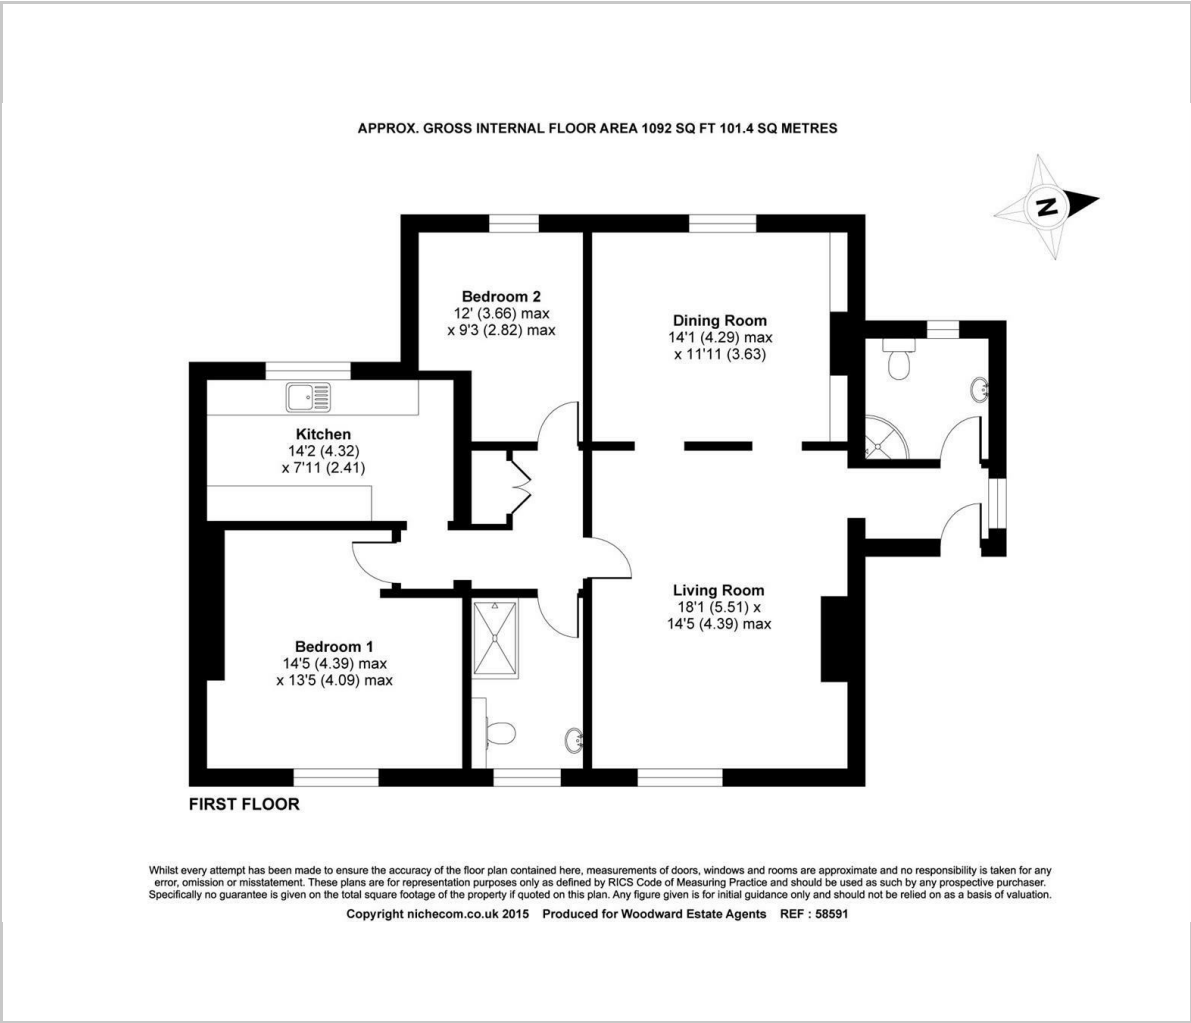 APPROX. GROSS INTERNAL FLOOR AREA 1092 SQ FT 101.4 SQ METRES
N
Bedroom 2
12' (3.66) max
x 9'3 (2.82) max
Dining Room
14'1 (4.29) max
x 11'11 (3.63)
Kitchen
14'2 (4.32)
x 7'11 (2.41)
Living Room
18'1 (5.51) x
14'5 (4.39) max
Bedroom 1
14'5 (4.39) max
x 13'5 (4.09) max
FIRST FLOOR
Whilst every attempt has been made to ensure the accuracy of the floor plan contained here, measurements of doors, windows and rooms are approximate and no responsibility is taken for any
error, omission or misstatement. These plans are for representation purposes only as defined by RICS Code of Measuring Practice and should be used as such by any prospective purchaser.
Specifically no guarantee is given on the total square footage of the property if quoted on this plan. Any figure given is for initial guidance only and should not be relied on as a basis of valuation.
Copyright nichecom.co.uk 2015 Produced for Woodward Estate Agents REF : 58591